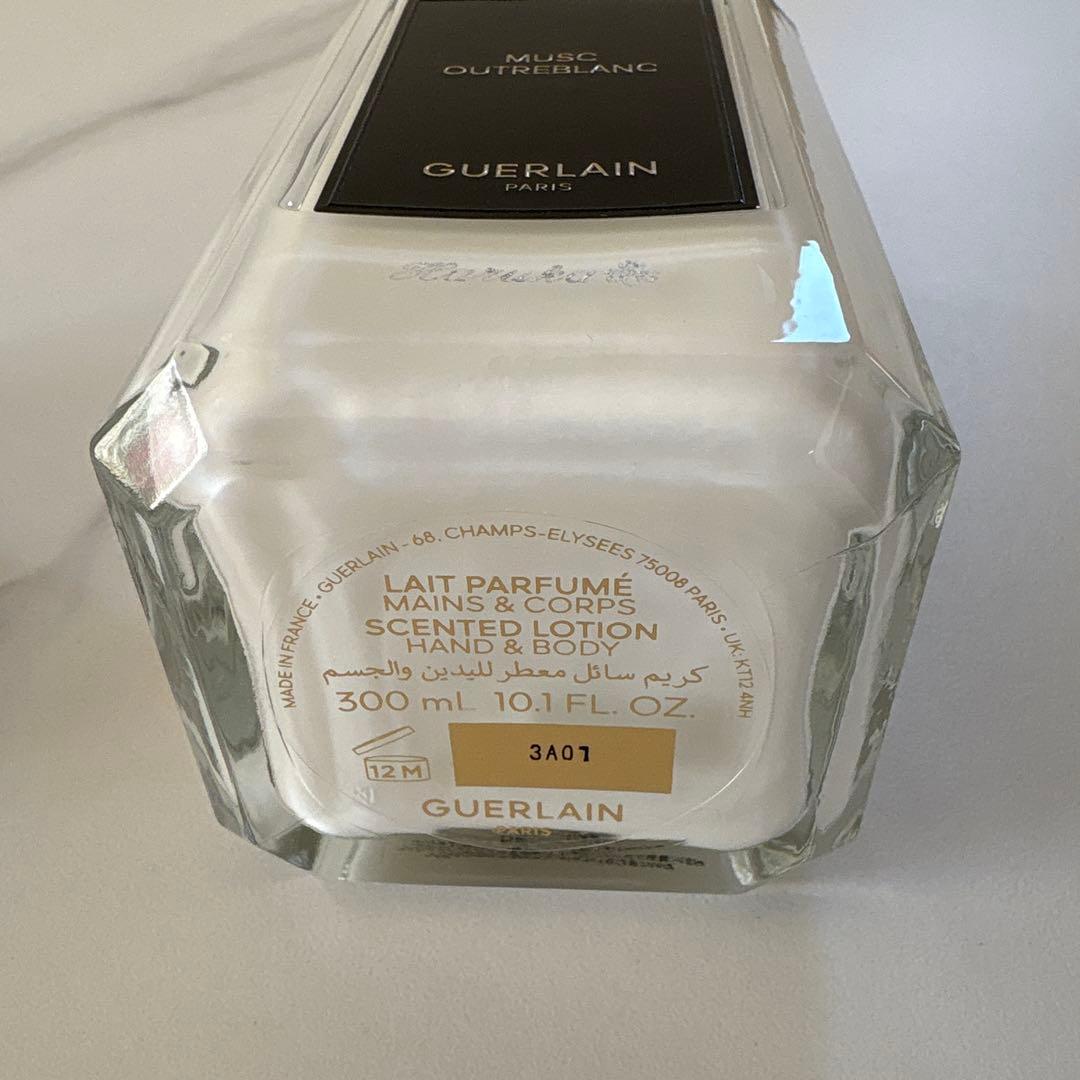 MUSC
OUTREBLANC
GUERLAIN
PARIS
Haruka
MADE IN FRANCE • GUERLAIN - 68, CHAMPS-ELYSEES 75008 PARIS • UK: KT12 4NH
LAIT PARFUMÉ
MAINS & CORPS
SCENTED LOTION
HAND & BODY
كريم سائل معطر لليدين والجسم
300 mL 10.1 FL. OZ.
12 M
3A01
GUERLAIN
PARIS